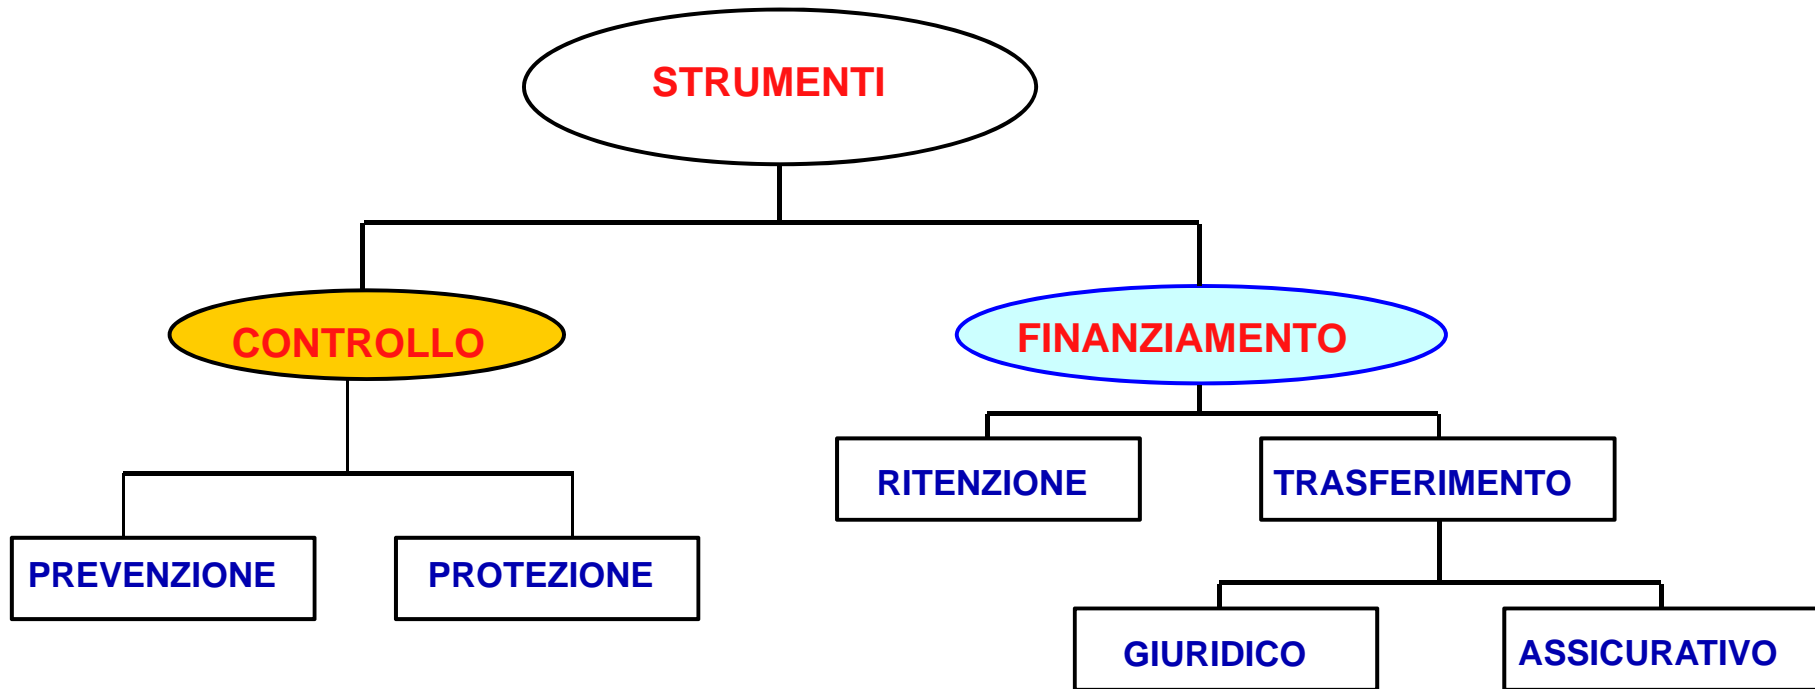 STRUMENTI
CONTROLLO
FINANZIAMENTO
RITENZIONE
TRASFERIMENTO
PREVENZIONE
PROTEZIONE
GIURIDICO
ASSICURATIVO